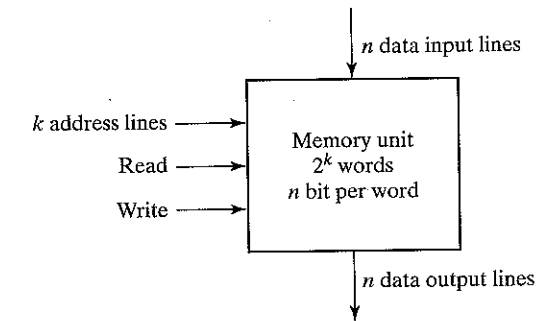 n data input lines
k address lines
Read
Write
Memory unit
2^k words
n bit per word
n data output lines